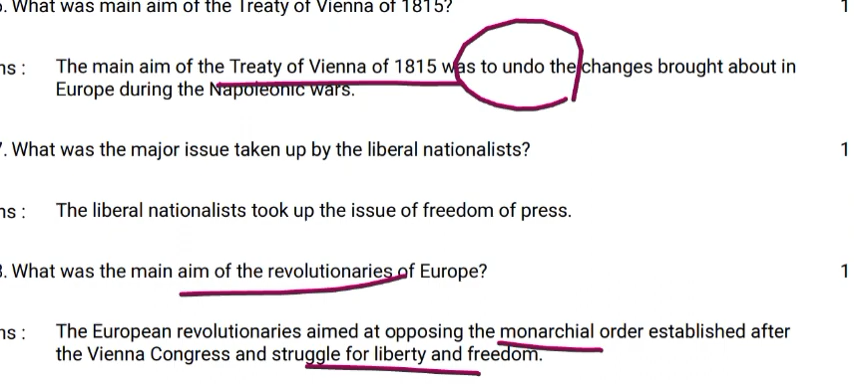 . What was main aim of the Treaty of Vienna of 1815? 1
ns : The main aim of the Treaty of Vienna of 1815 was to undo the changes brought about in
Europe during the Napoleonic wars.
. What was the major issue taken up by the liberal nationalists? 1
ns : The liberal nationalists took up the issue of freedom of press.
. What was the main aim of the revolutionaries of Europe? 1
ns : The European revolutionaries aimed at opposing the monarchial order established after
the Vienna Congress and struggle for liberty and freedom.